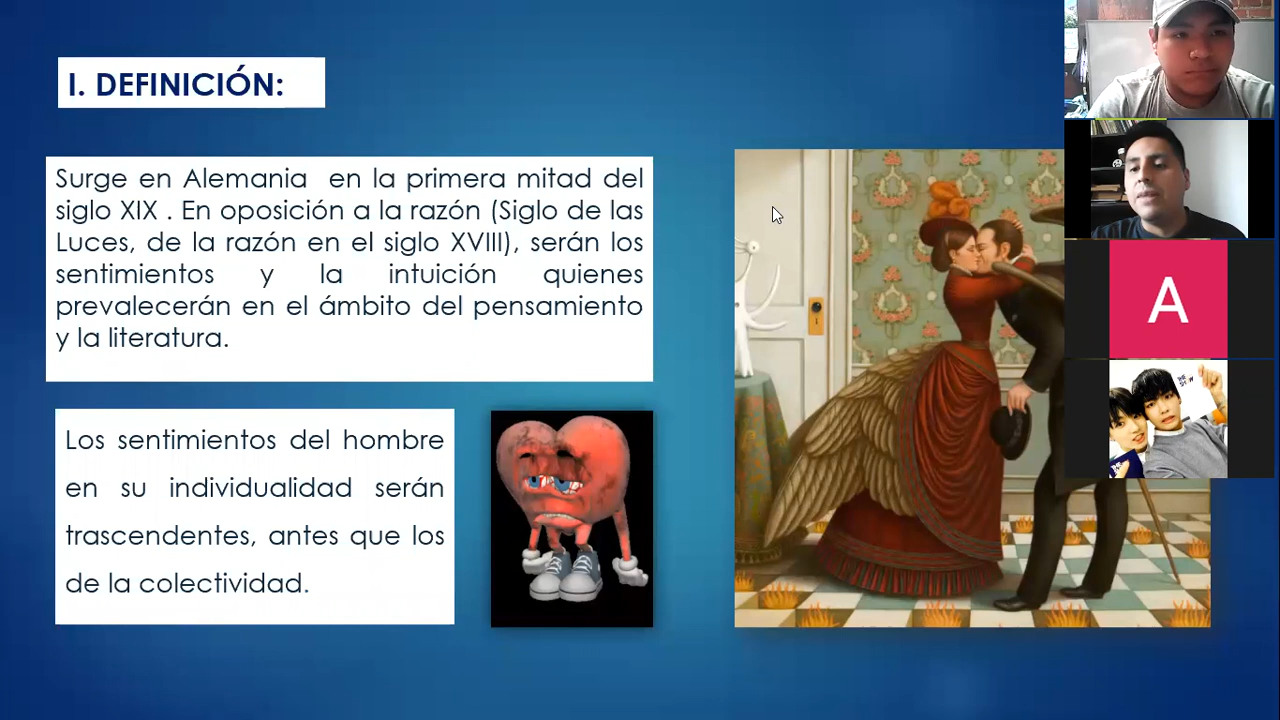 I. DEFINICIÓN:
Surge en Alemania en la primera mitad del
siglo XIX . En oposición a la razón (Siglo de las
Luces, de la razón en el siglo XVIII), serán los
sentimientos y la intuición quienes
prevalecerán en el ámbito del pensamiento
y la literatura.
Los sentimientos del hombre
en su individualidad serán
trascendentes, antes que los
de la colectividad.
A
THE
SHOW